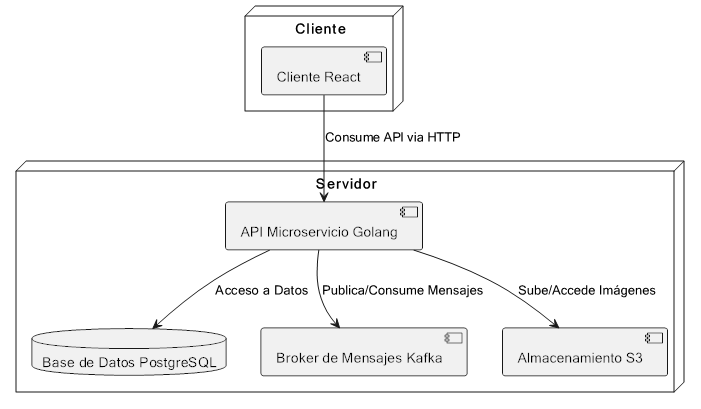 Cliente
Cliente React
Consume API via HTTP
Servidor
API Microservicio Golang
Acceso a Datos
Publica/Consume Mensajes
Sube/Accede Imágenes
Base de Datos PostgreSQL
Broker de Mensajes Kafka
Almacenamiento S3